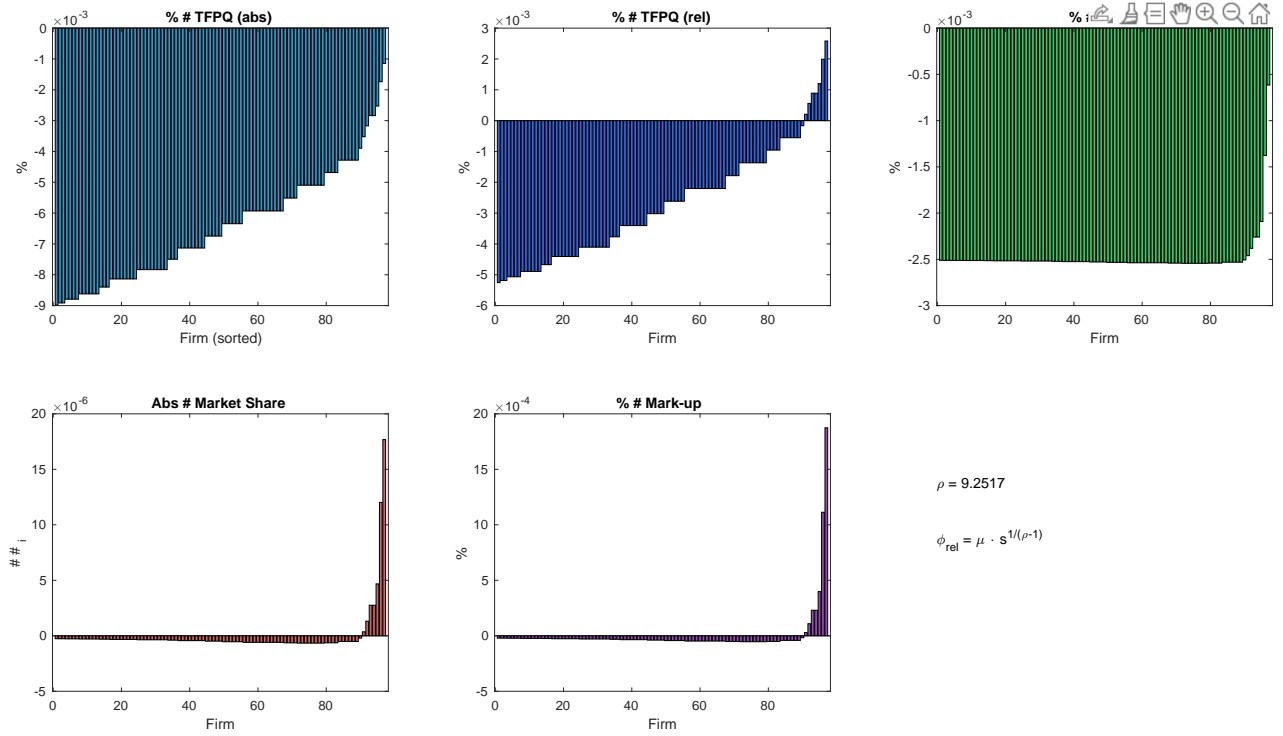 % # TFPQ (abs)
×10-3
0
-1
-2
-3
-4
-5
-6
-7
-8
-9
%
0 20 40 60 80
Firm (sorted)
% # TFPQ (rel)
×10-3
3
2
1
0
-1
-2
-3
-4
-5
-6
%
0 20 40 60 80
Firm
%
×10-3
0
-0.5
-1
-1.5
-2
-2.5
-3
%
0 20 40 60 80
Firm
Abs # Market Share
×10-6
20
15
10
5
0
-5
# # i
0 20 40 60 80
Firm
% # Mark-up
×10-4
20
15
10
5
0
-5
%
0 20 40 60 80
Firm
ρ = 9.2517
ϕrel = μ · s1/(ρ-1)